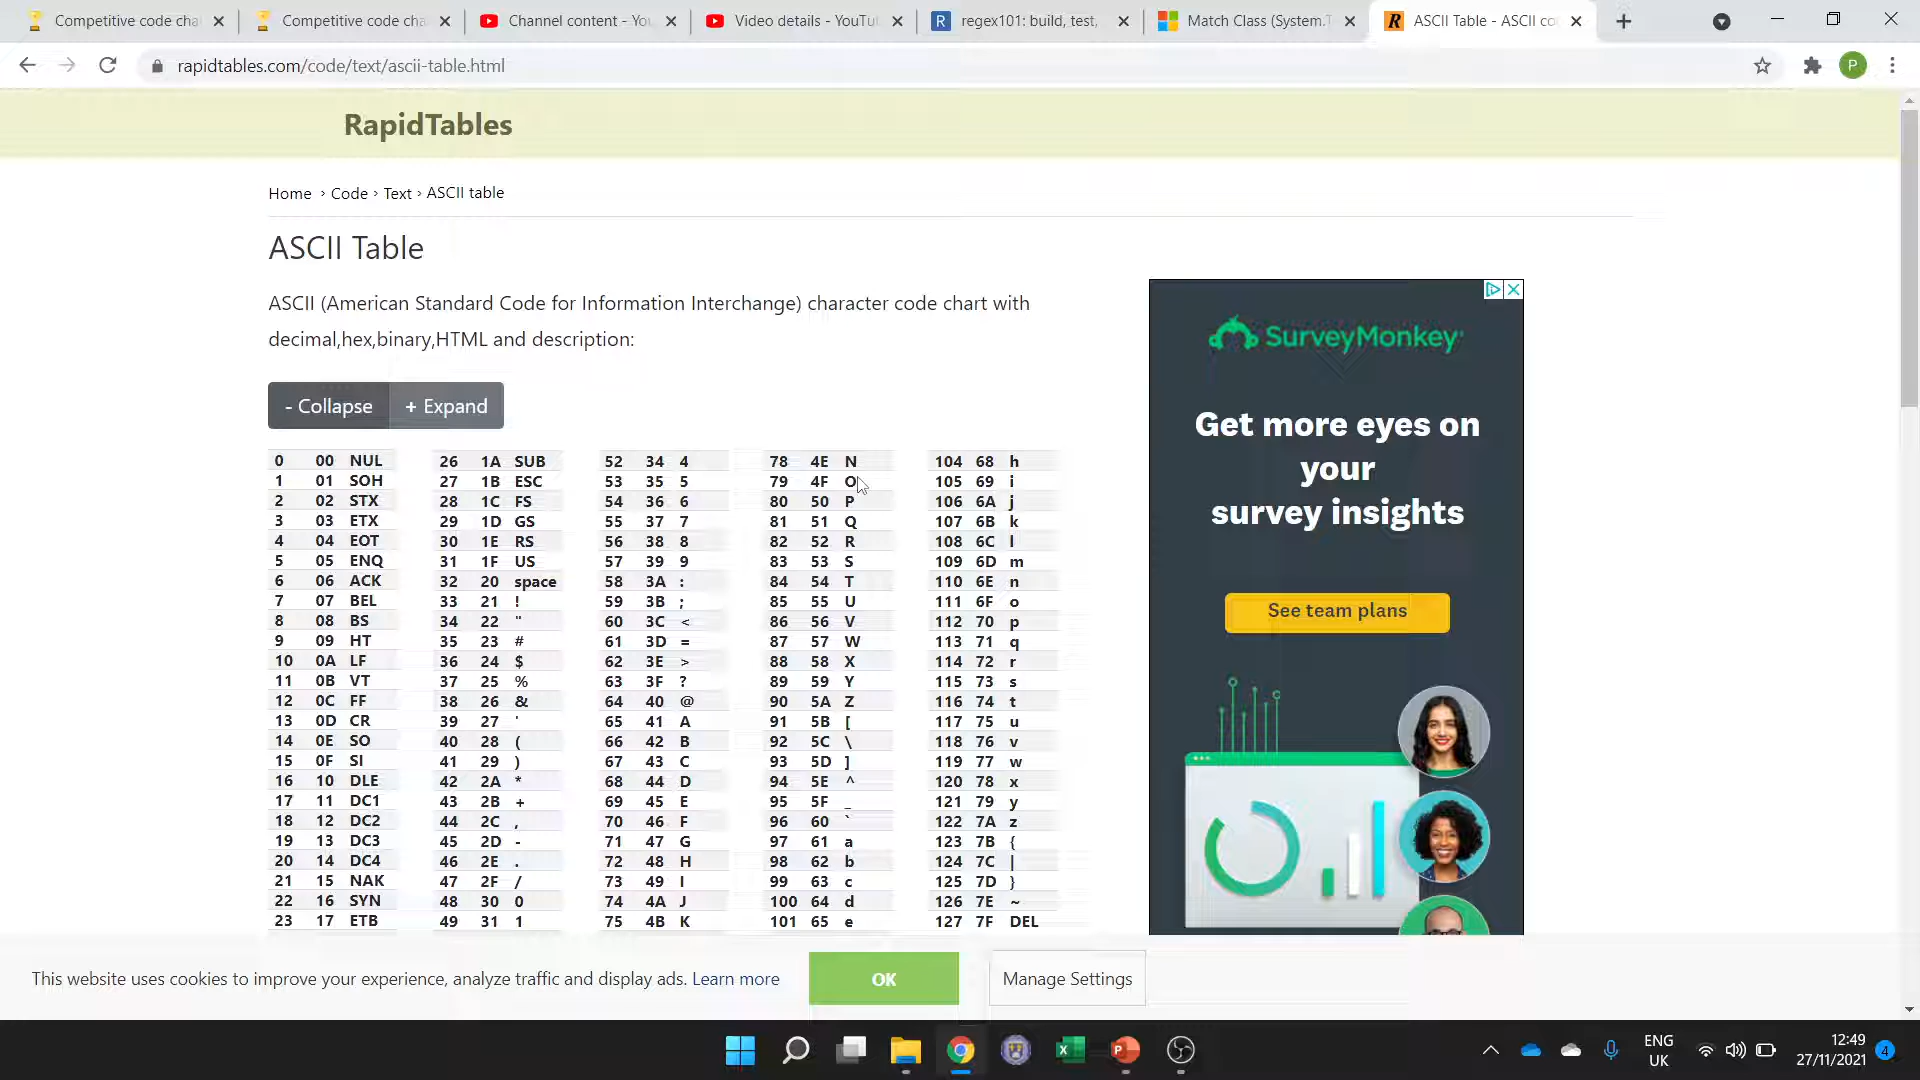 Competitive code cha
Competitive code cha
Channel content - You
Video details - YouTu
regex101: build, test,
Match Class (System.T
ASCII Table - ASCII co
rapidtables.com/code/text/ascii-table.html
P
RapidTables
Home › Code › Text › ASCII table
ASCII Table
ASCII (American Standard Code for Information Interchange) character code chart with
decimal,hex,binary,HTML and description:
- Collapse
+ Expand
0 00 NUL 26 1A SUB 52 34 4 78 4E N 104 68 h
1 01 SOH 27 1B ESC 53 35 5 79 4F O 105 69 i
2 02 STX 28 1C FS 54 36 6 80 50 P 106 6A j
3 03 ETX 29 1D GS 55 37 7 81 51 Q 107 6B k
4 04 EOT 30 1E RS 56 38 8 82 52 R 108 6C l
5 05 ENQ 31 1F US 57 39 9 83 53 S 109 6D m
6 06 ACK 32 20 space 58 3A : 84 54 T 110 6E n
7 07 BEL 33 21 ! 59 3B ; 85 55 U 111 6F o
8 08 BS 34 22 " 60 3C < 86 56 V 112 70 p
9 09 HT 35 23 # 61 3D = 87 57 W 113 71 q
10 0A LF 36 24 $ 62 3E > 88 58 X 114 72 r
11 0B VT 37 25 % 63 3F ? 89 59 Y 115 73 s
12 0C FF 38 26 & 64 40 @ 90 5A Z 116 74 t
13 0D CR 39 27 ' 65 41 A 91 5B [ 117 75 u
14 0E SO 40 28 ( 66 42 B 92 5C \ 118 76 v
15 0F SI 41 29 ) 67 43 C 93 5D ] 119 77 w
16 10 DLE 42 2A * 68 44 D 94 5E ^ 120 78 x
17 11 DC1 43 2B + 69 45 E 95 5F _ 121 79 y
18 12 DC2 44 2C , 70 46 F 96 60 ` 122 7A z
19 13 DC3 45 2D - 71 47 G 97 61 a 123 7B {
20 14 DC4 46 2E . 72 48 H 98 62 b 124 7C |
21 15 NAK 47 2F / 73 49 I 99 63 c 125 7D }
22 16 SYN 48 30 0 74 4A J 100 64 d 126 7E ~
23 17 ETB 49 31 1 75 4B K 101 65 e 127 7F DEL
SurveyMonkey
Get more eyes on
your
survey insights
See team plans
This website uses cookies to improve your experience, analyze traffic and display ads. Learn more
OK
Manage Settings
ENG
UK
12:49
27/11/2021
4